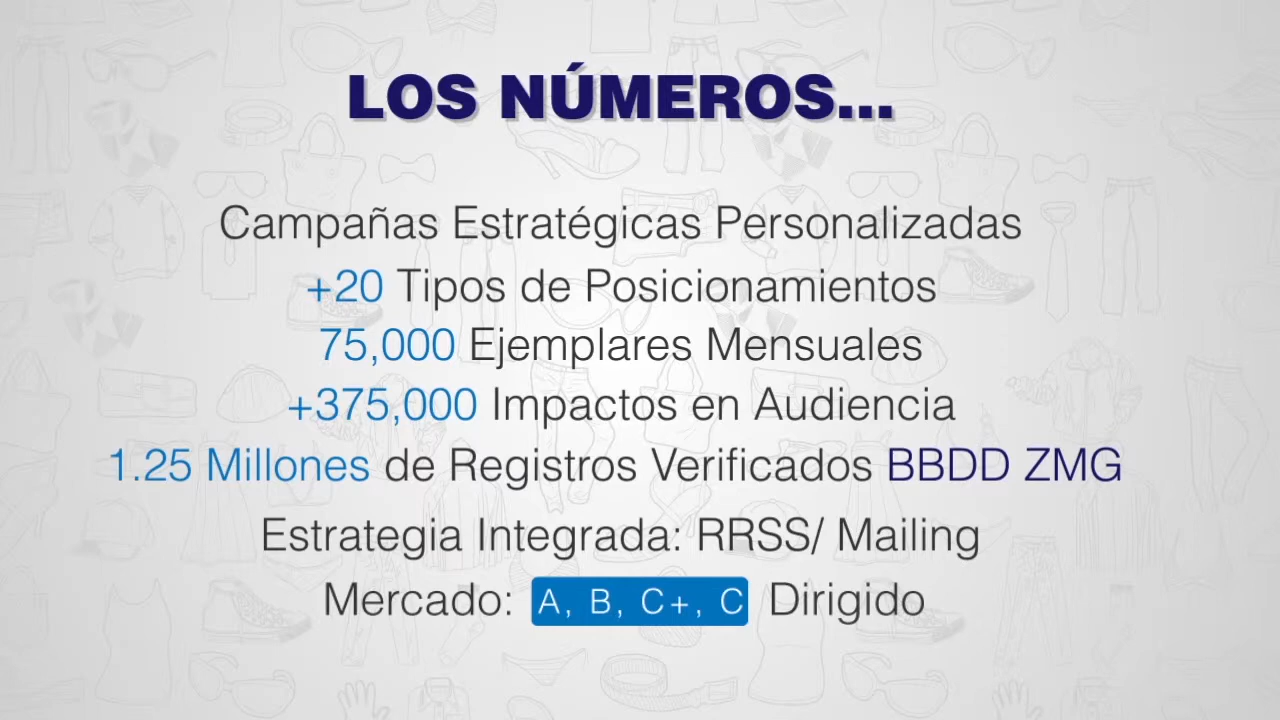 LOS NÚMEROS...
Campañas Estratégicas Personalizadas
+20 Tipos de Posicionamientos
75,000 Ejemplares Mensuales
+375,000 Impactos en Audiencia
1.25 Millones de Registros Verificados BBDD ZMG
Estrategia Integrada: RRSS/ Mailing
Mercado: A, B, C+, C Dirigido